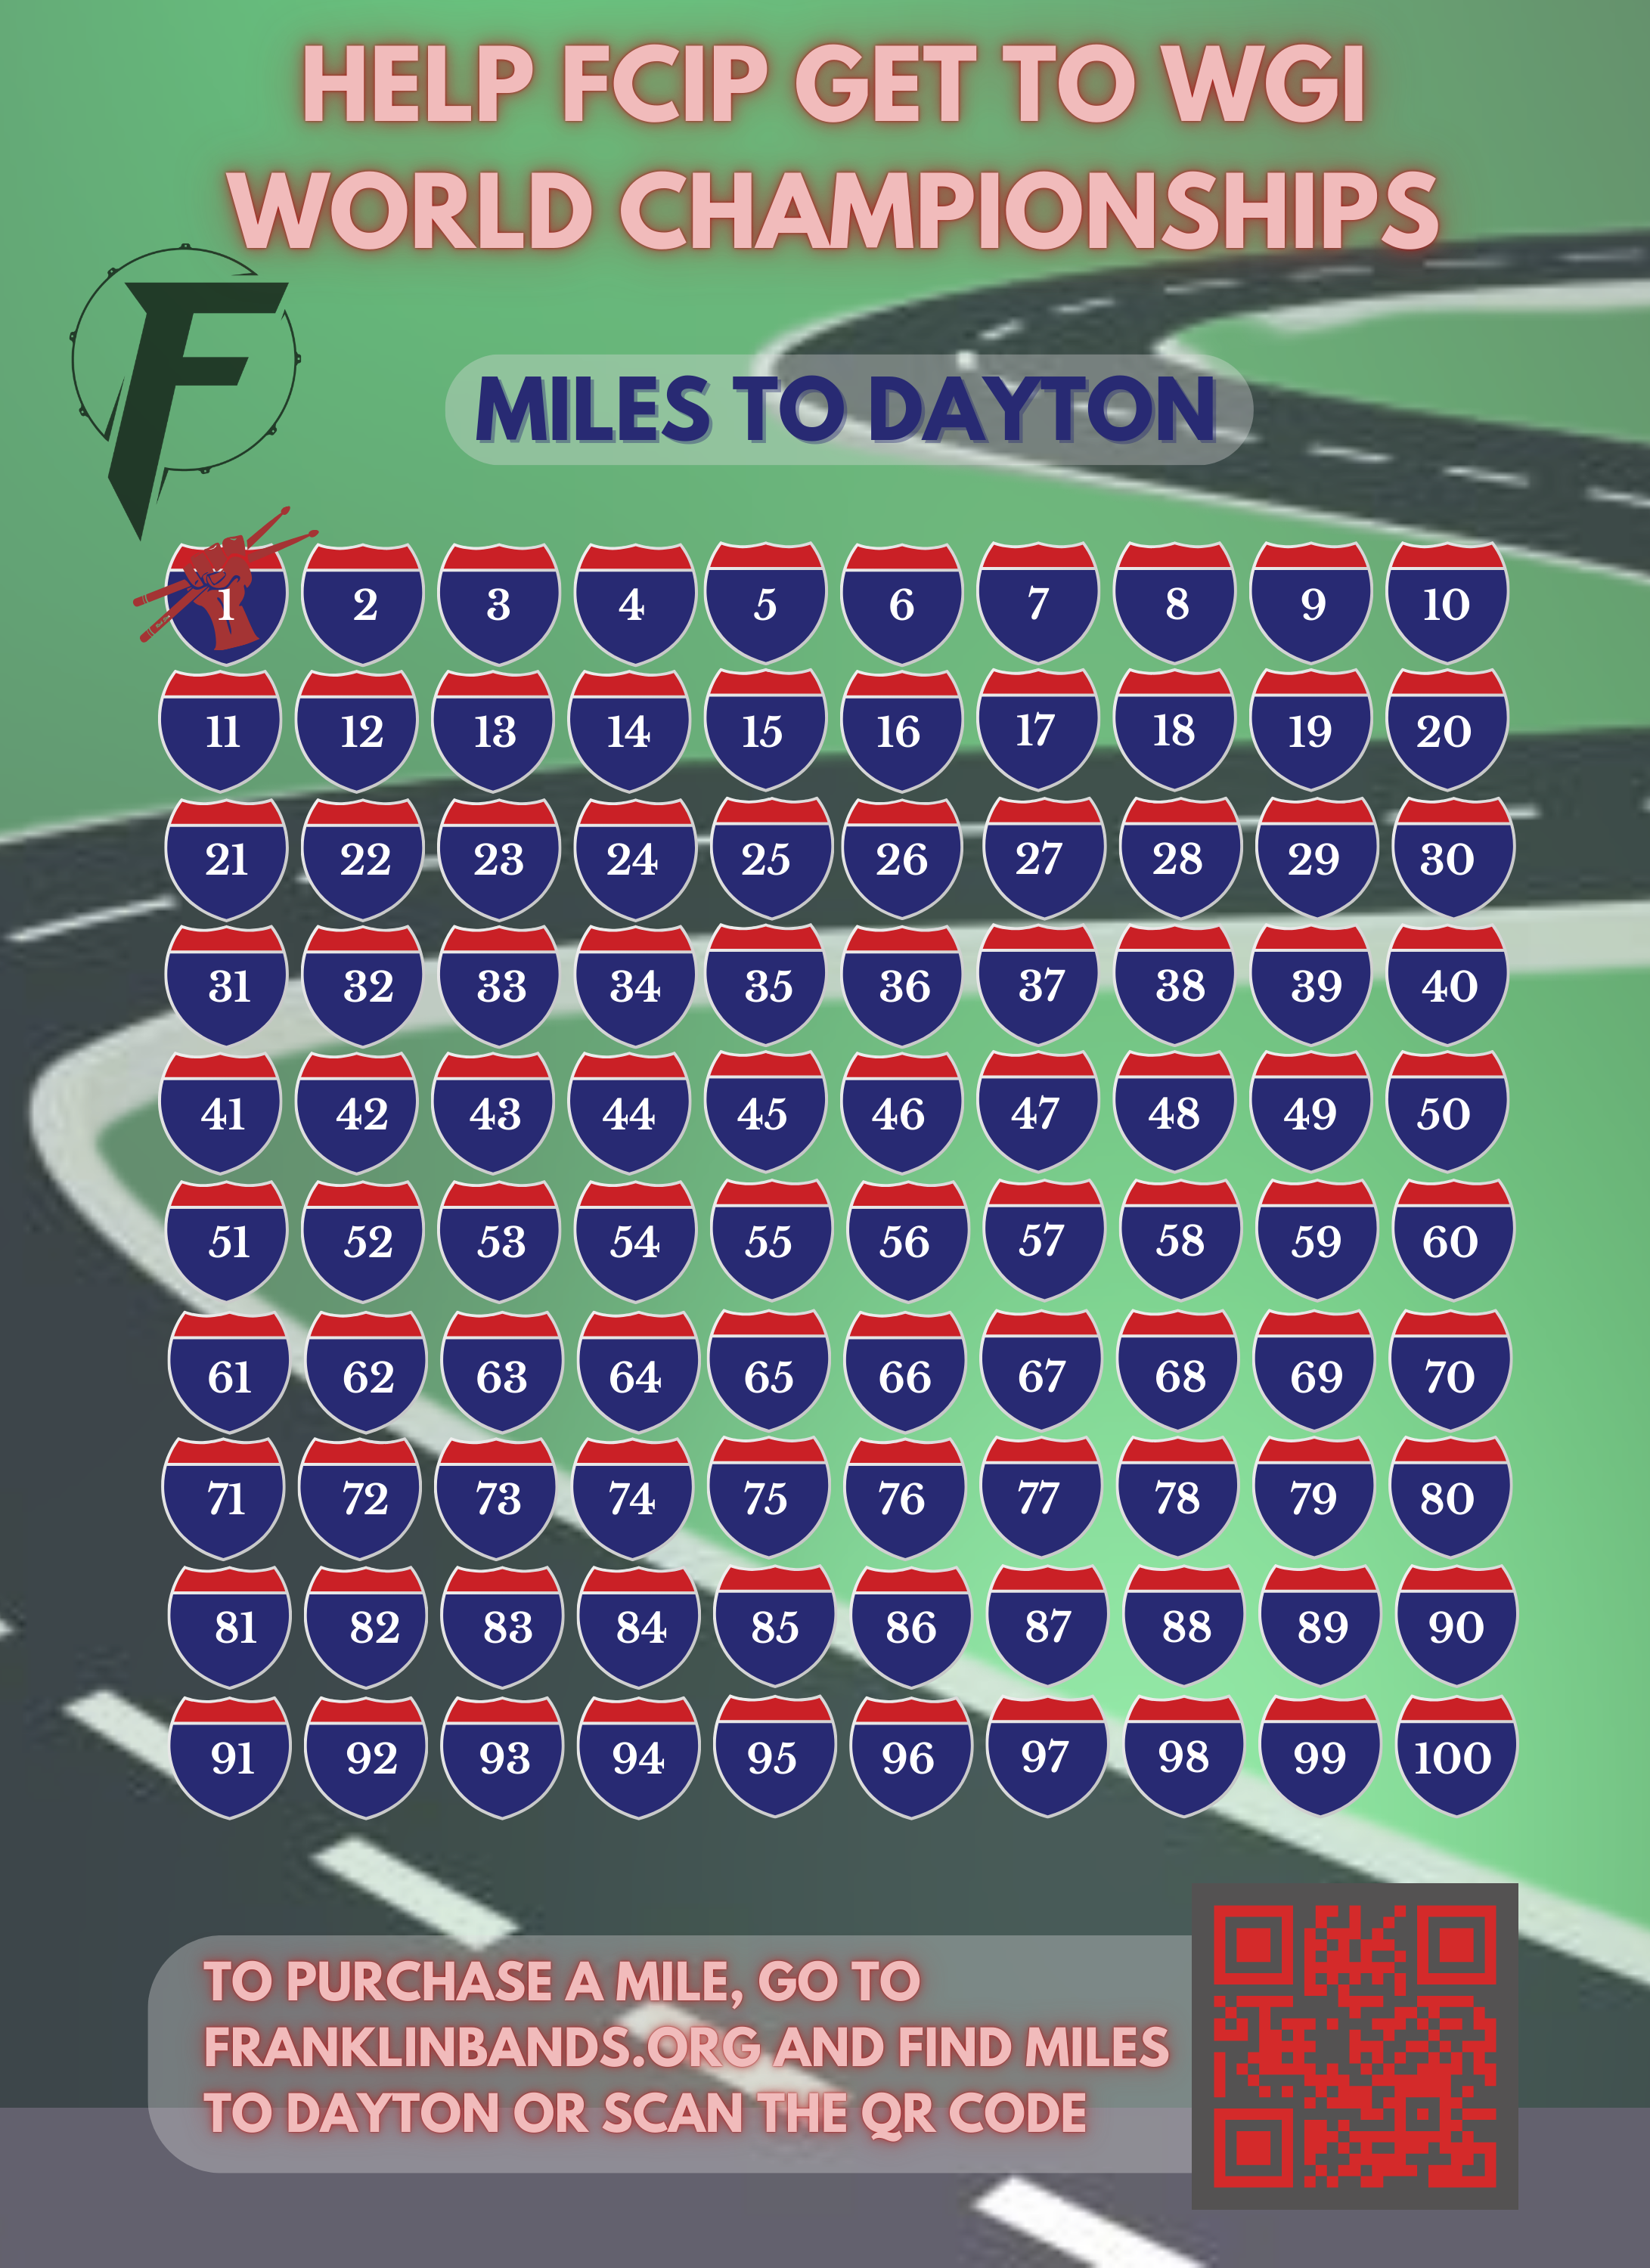 HELP FCIP GET TO WGI
WORLD CHAMPIONSHIPS
F
MILES TO DAYTON
1 2 3 4 5 6 7 8 9 10
11 12 13 14 15 16 17 18 19 20
21 22 23 24 25 26 27 28 29 30
31 32 33 34 35 36 37 38 39 40
41 42 43 44 45 46 47 48 49 50
51 52 53 54 55 56 57 58 59 60
61 62 63 64 65 66 67 68 69 70
71 72 73 74 75 76 77 78 79 80
81 82 83 84 85 86 87 88 89 90
91 92 93 94 95 96 97 98 99 100
TO PURCHASE A MILE, GO TO
FRANKLINBANDS.ORG AND FIND MILES
TO DAYTON OR SCAN THE QR CODE